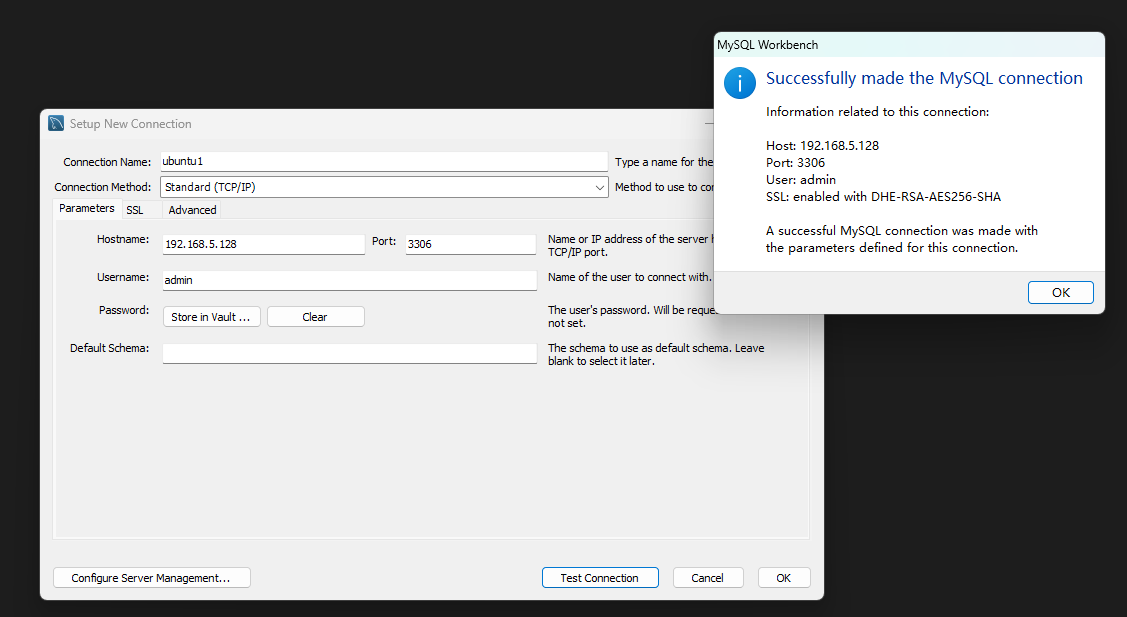 MySQL Workbench
Successfully made the MySQL connection
Information related to this connection:
Host: 192.168.5.128
Port: 3306
User: admin
SSL: enabled with DHE-RSA-AES256-SHA
A successful MySQL connection was made with
the parameters defined for this connection.
OK
Setup New Connection
Connection Name: ubuntu1 Type a name for the
Connection Method: Standard (TCP/IP) Method to use to
Parameters SSL Advanced
Hostname: 192.168.5.128 Port: 3306 Name or IP address of the server
TCP/IP port.
Username: admin Name of the user to connect with.
Password: Store in Vault ... Clear The user's password. Will be
not set.
Default Schema: The schema to use as default schema. Leave
blank to select it later.
Configure Server Management... Test Connection Cancel OK